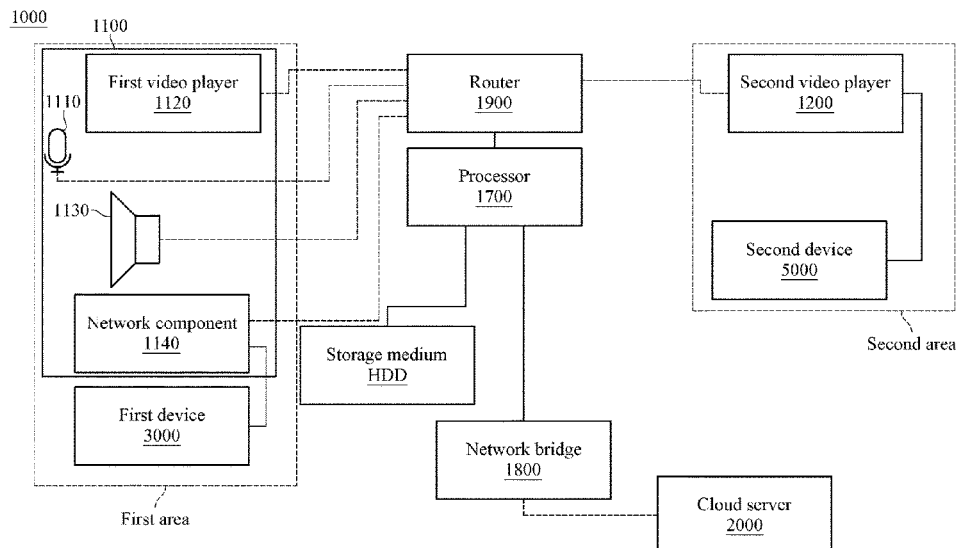 1000
1100
First video player
1120
1110
1130
Network component
1140
First device
3000
First area
Router
1900
Processor
1700
Storage medium
HDD
Network bridge
1800
Cloud server
2000
Second video player
1200
Second device
5000
Second area